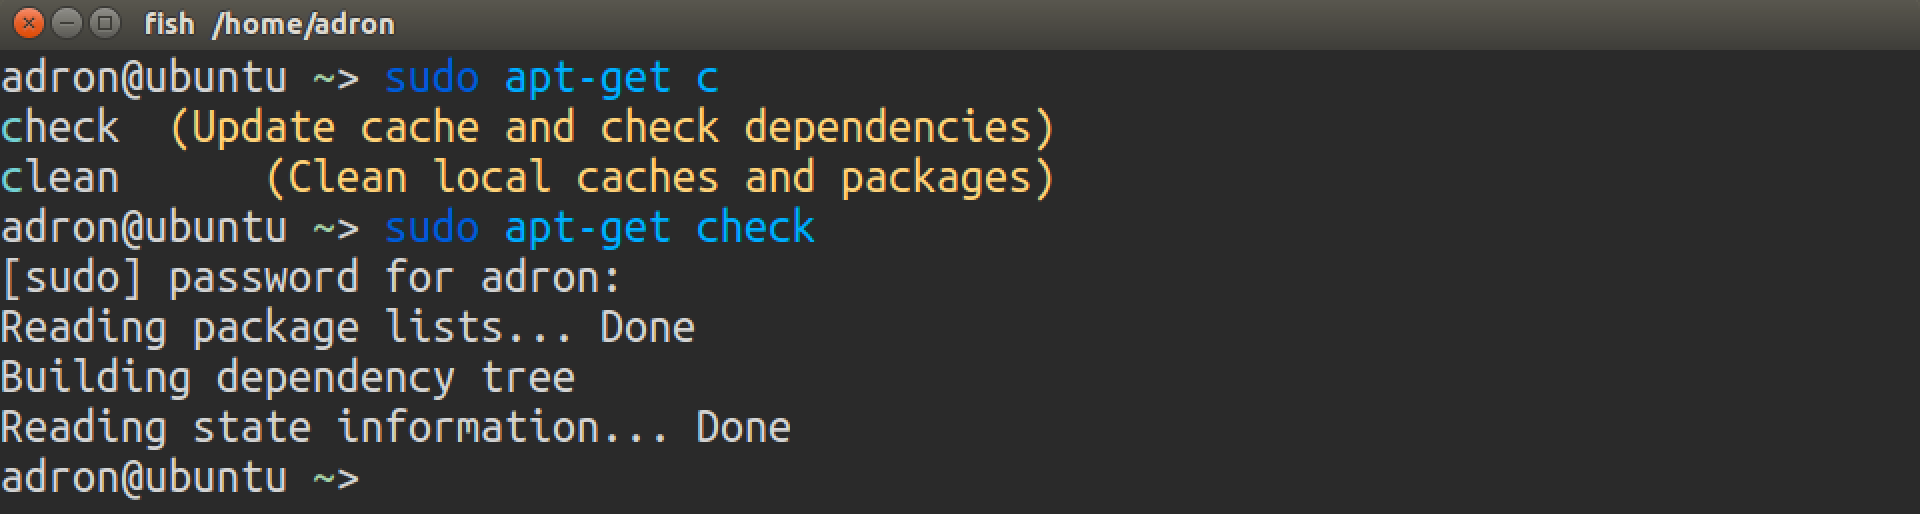 fish /home/adron
adron@ubuntu ~> sudo apt-get c
check  (Update cache and check dependencies)
clean      (Clean local caches and packages)
adron@ubuntu ~> sudo apt-get check
[sudo] password for adron:
Reading package lists... Done
Building dependency tree
Reading state information... Done
adron@ubuntu ~>